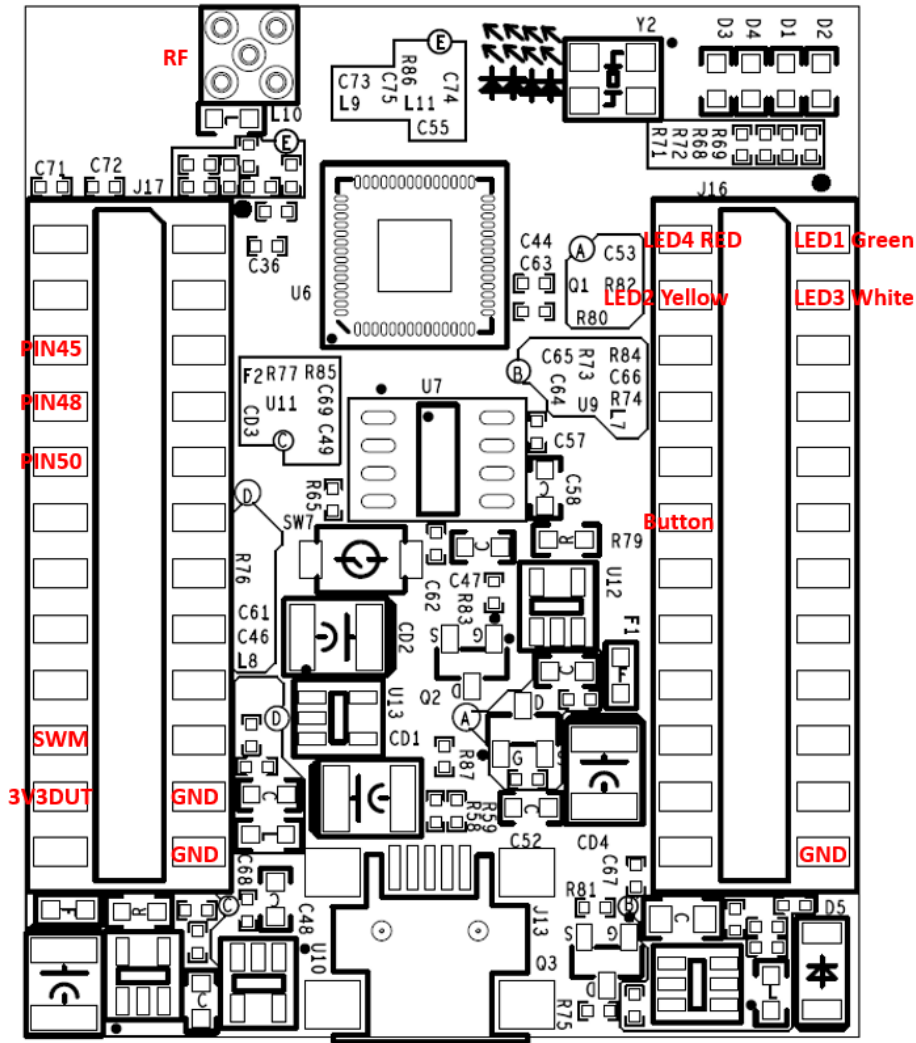 RF
E
Y2
D3
D4
D1
D2
C73
L9
C75
R86
L11
C74
C55
L10
E
R71
R72
R68
R69
C71
C72
J17
J16
LED4 RED
LED1 Green
C36
U6
C44
C63
A
C53
Q1
R82
R80
LED2 Yellow
LED3 White
PIN45
PIN48
PIN50
F2
R77
R85
U11
C69
CD3
C
C49
U7
B
C65
R73
R84
C66
C64
U9
R74
L7
C57
C
C58
D
R65
SW7
R76
C61
C46
L8
C62
C
R
R79
Button
C47
R83
U12
S
G
F1
CD2
Q2
D
C
F
D
U13
CD1
A
D
G
S
SWM
3V3DUT
GND
GND
GND
C
L
R87
R58
R59
C
C52
CD4
C68
C
C48
C67
R81
B
C
D5
F
R
C
U10
J13
S
G
Q3
D
R75
C
L